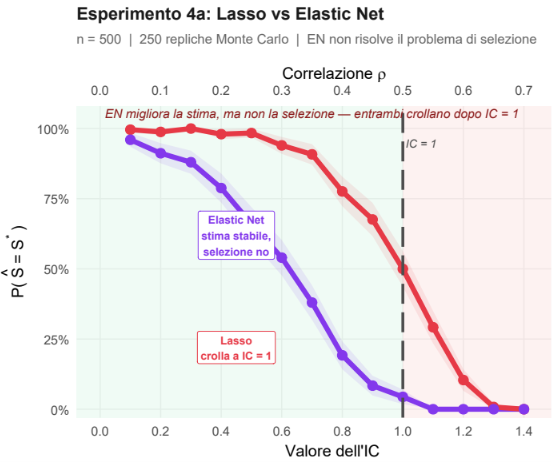 Esperimento 4a: Lasso vs Elastic Net
n = 500 | 250 repliche Monte Carlo | EN non risolve il problema di selezione
Correlazione ρ
0.0 0.1 0.2 0.3 0.4 0.5 0.6 0.7
EN migliora la stima, ma non la selezione — entrambi crollano dopo IC = 1
100%
IC = 1
75%
Elastic Net
stima stabile,
selezione no
P( Ŝ = S* )
50%
25%
Lasso
crolla a IC = 1
0%
0.0 0.2 0.4 0.6 0.8 1.0 1.2 1.4
Valore dell'IC